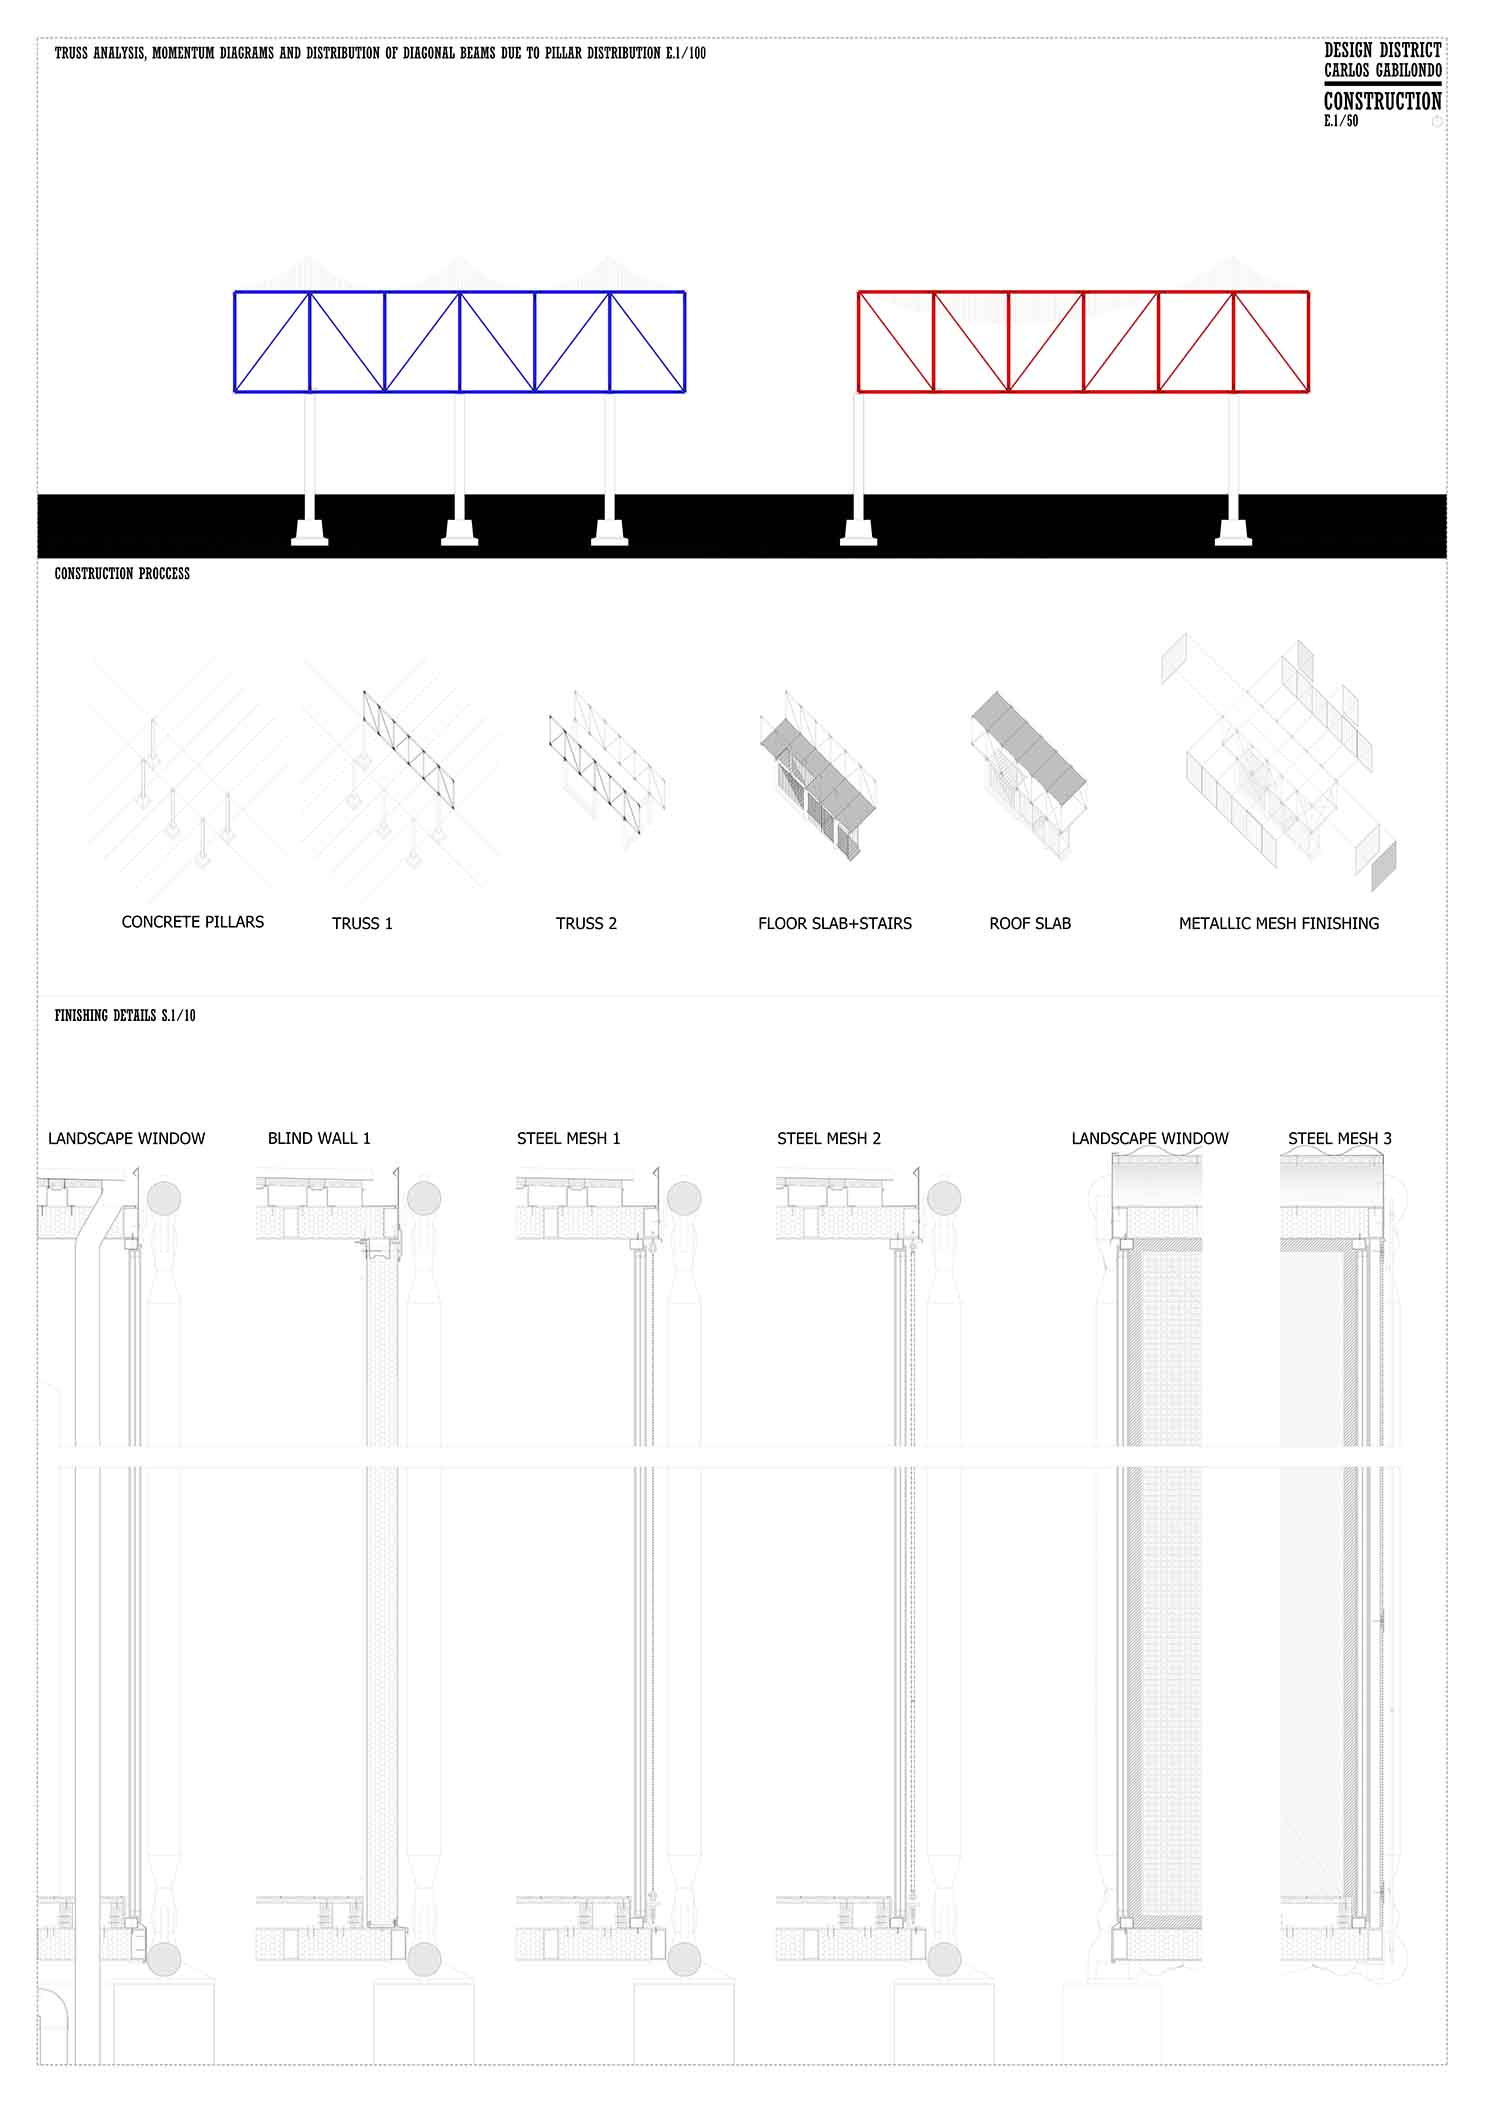 TRUSS ANALYSIS, MOMENTUM DIAGRAMS AND DISTRIBUTION OF DIAGONAL BEAMS DUE TO PILLAR DISTRIBUTION E.1/100
DESIGN DISTRICT
CARLOS GABILONDO
CONSTRUCTION
E.1/50
CONSTRUCTION PROCCESS
CONCRETE PILLARS
TRUSS 1
TRUSS 2
FLOOR SLAB+STAIRS
ROOF SLAB
METALLIC MESH FINISHING
FINISHING DETAILS S.1/10
LANDSCAPE WINDOW
BLIND WALL 1
STEEL MESH 1
STEEL MESH 2
LANDSCAPE WINDOW
STEEL MESH 3